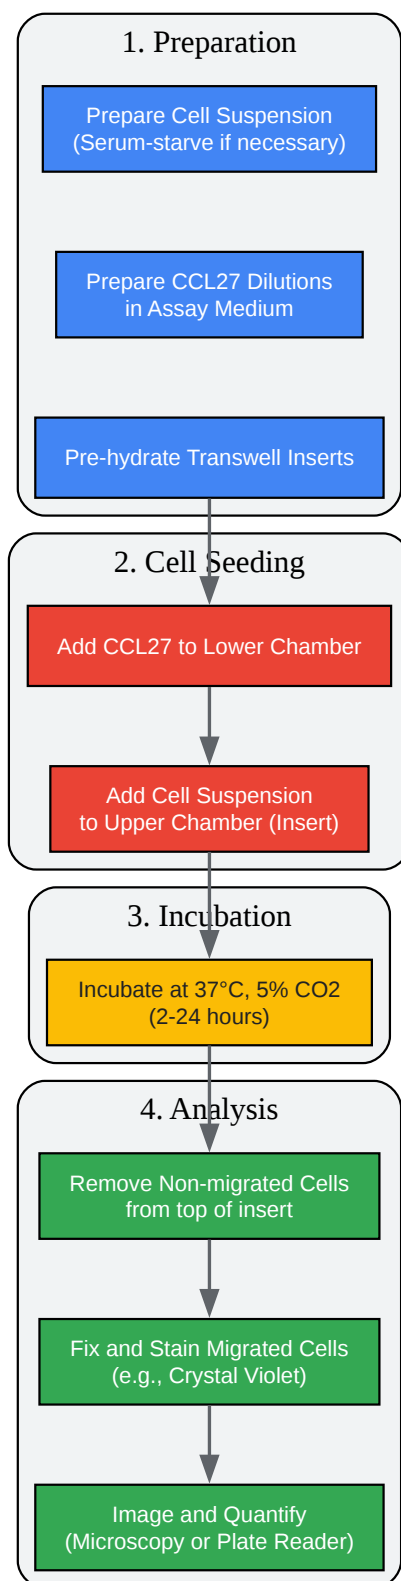 1. Preparation
Prepare Cell Suspension
(Serum-starve if necessary)
Prepare CCL27 Dilutions
in Assay Medium
Pre-hydrate Transwell Inserts
2. Cell Seeding
Add CCL27 to Lower Chamber
Add Cell Suspension
to Upper Chamber (Insert)
3. Incubation
Incubate at 37°C, 5% CO2
(2-24 hours)
4. Analysis
Remove Non-migrated Cells
from top of insert
Fix and Stain Migrated Cells
(e.g., Crystal Violet)
Image and Quantify
(Microscopy or Plate Reader)